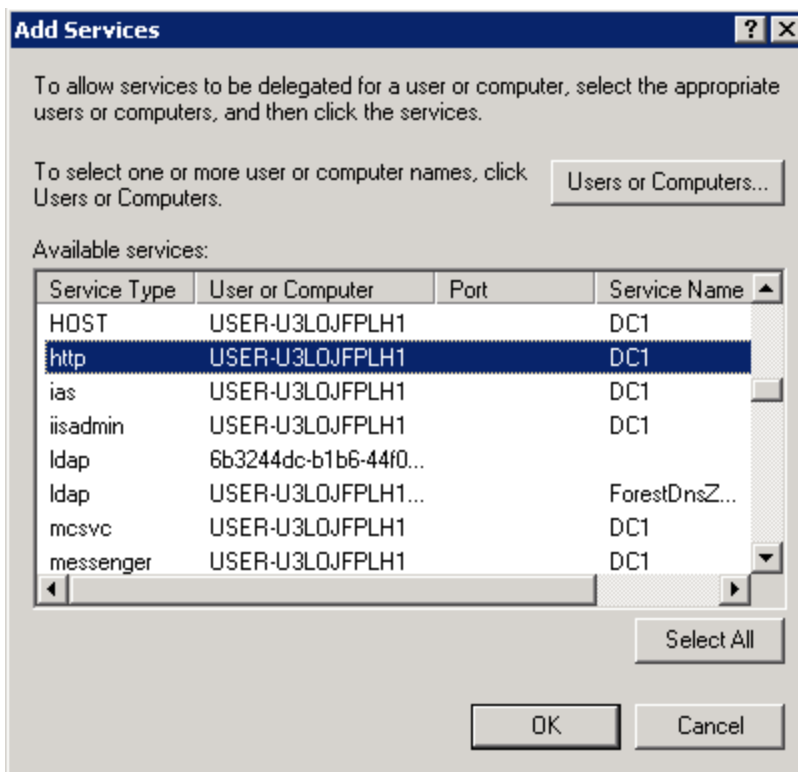 Add Services
To allow services to be delegated for a user or computer, select the appropriate
users or computers, and then click the services.
To select one or more user or computer names, click
Users or Computers.
Users or Computers...
Available services:
Service Type User or Computer Port Service Name
HOST USER-U3LOJFPLH1 DC1
http USER-U3LOJFPLH1 DC1
ias USER-U3LOJFPLH1 DC1
iisadmin USER-U3LOJFPLH1 DC1
ldap 6b3244dc-b1b6-44f0...
ldap USER-U3LOJFPLH1... ForestDnsZ...
mcsvc USER-U3LOJFPLH1 DC1
messenger USER-U3LOJFPLH1 DC1
Select All
OK Cancel